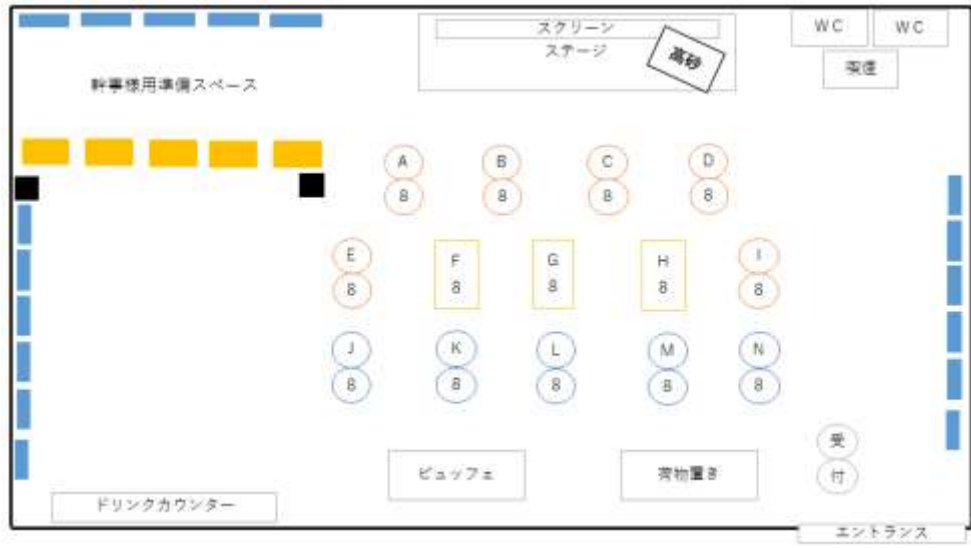 スクリーン
ステージ
高砂
WC
WC
喫煙
幹事様用準備スペース
A
8
B
8
C
8
D
8
E
8
F
8
G
8
H
8
I
8
J
8
K
8
L
8
M
8
N
8
受
付
ビュッフェ
荷物置き
ドリンクカウンター
エントランス